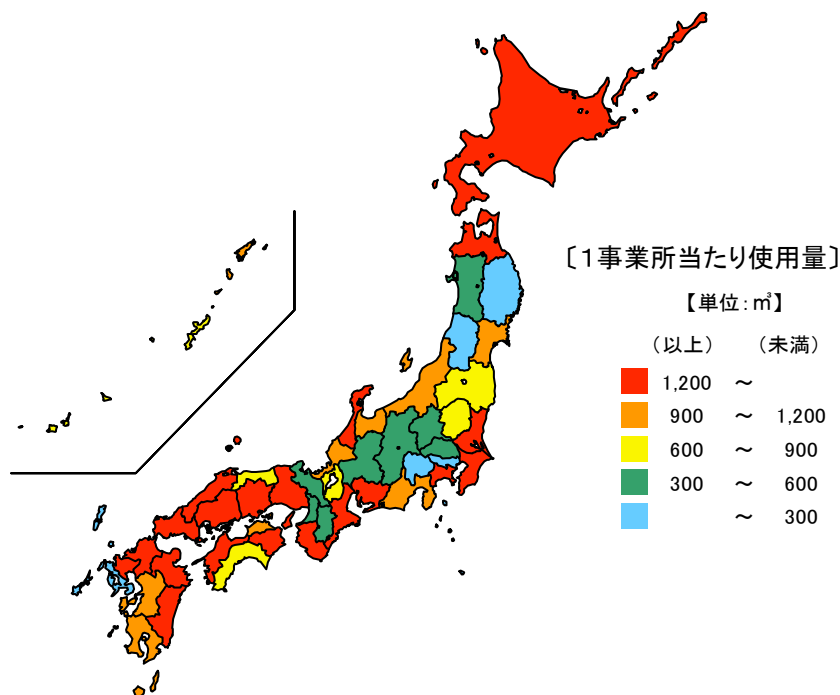 〔1事業所当たり使用量〕
【単位：㎥】
（以上） （未満）
1,200 ～
900 ～ 1,200
600 ～ 900
300 ～ 600
～ 300